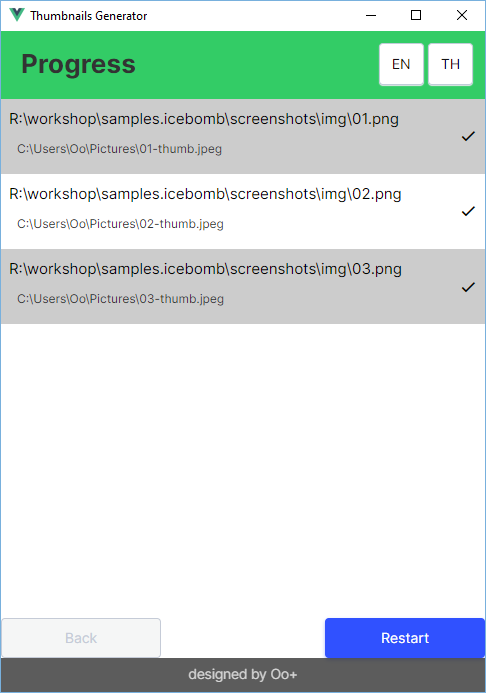 Thumbnails Generator
Progress
EN
TH
R:\workshop\samples.icebomb\screenshots\img\01.png
C:\Users\Oo\Pictures\01-thumb.jpeg
R:\workshop\samples.icebomb\screenshots\img\02.png
C:\Users\Oo\Pictures\02-thumb.jpeg
R:\workshop\samples.icebomb\screenshots\img\03.png
C:\Users\Oo\Pictures\03-thumb.jpeg
Back
Restart
designed by Oo+